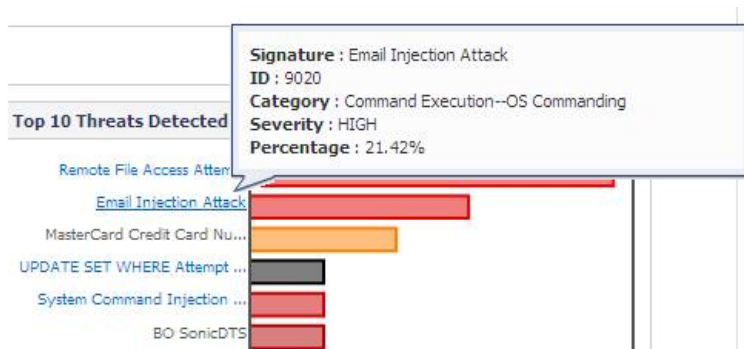 Signature : Email Injection Attack
ID : 9020
Category : Command Execution--OS Commanding
Severity : HIGH
Percentage : 21.42%
Top 10 Threats Detected
Remote File Access Attem
Email Injection Attack
MasterCard Credit Card Nu...
UPDATE SET WHERE Attempt ...
System Command Injection ...
BO SonicDTS